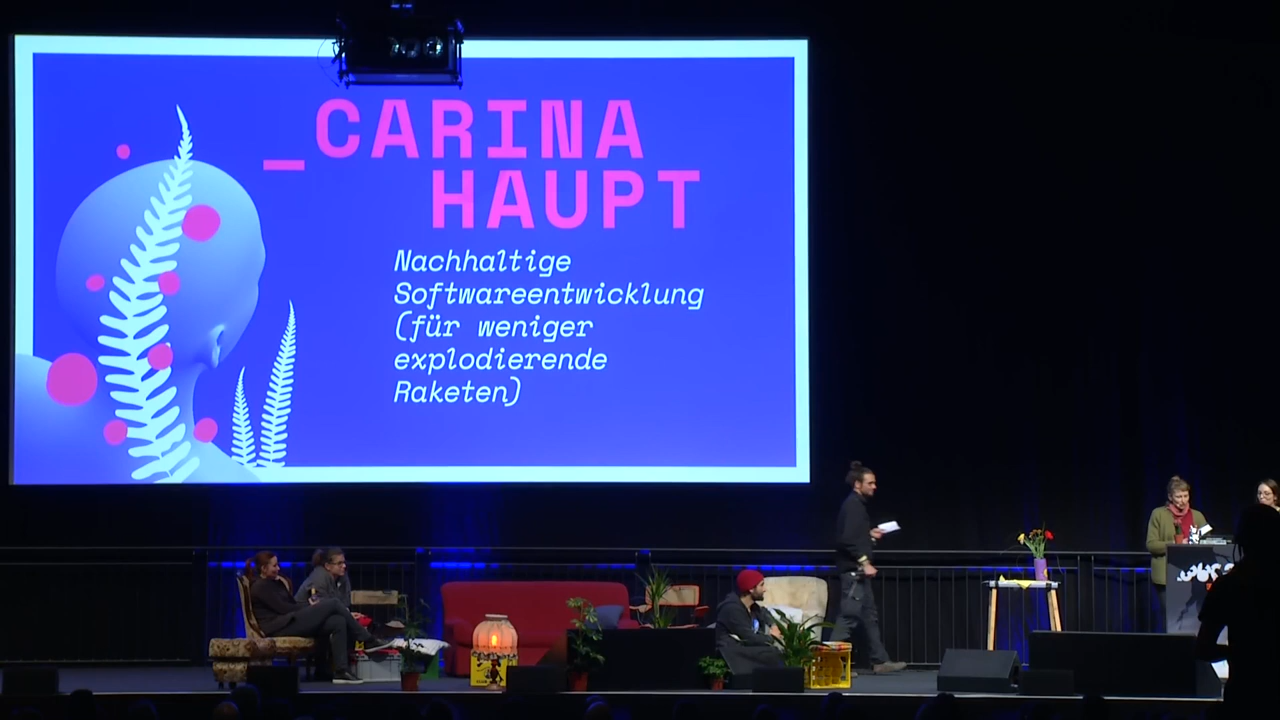 _CARINA
HAUPT
Nachhaltige
Softwareentwicklung
(für weniger
explodierende
Raketen)